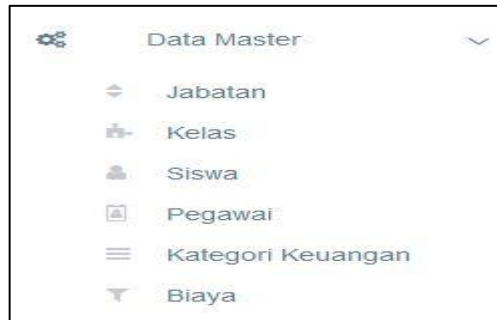 Data Master
Jabatan
Kelas
Siswa
Pegawai
Kategori Keuangan
Biaya